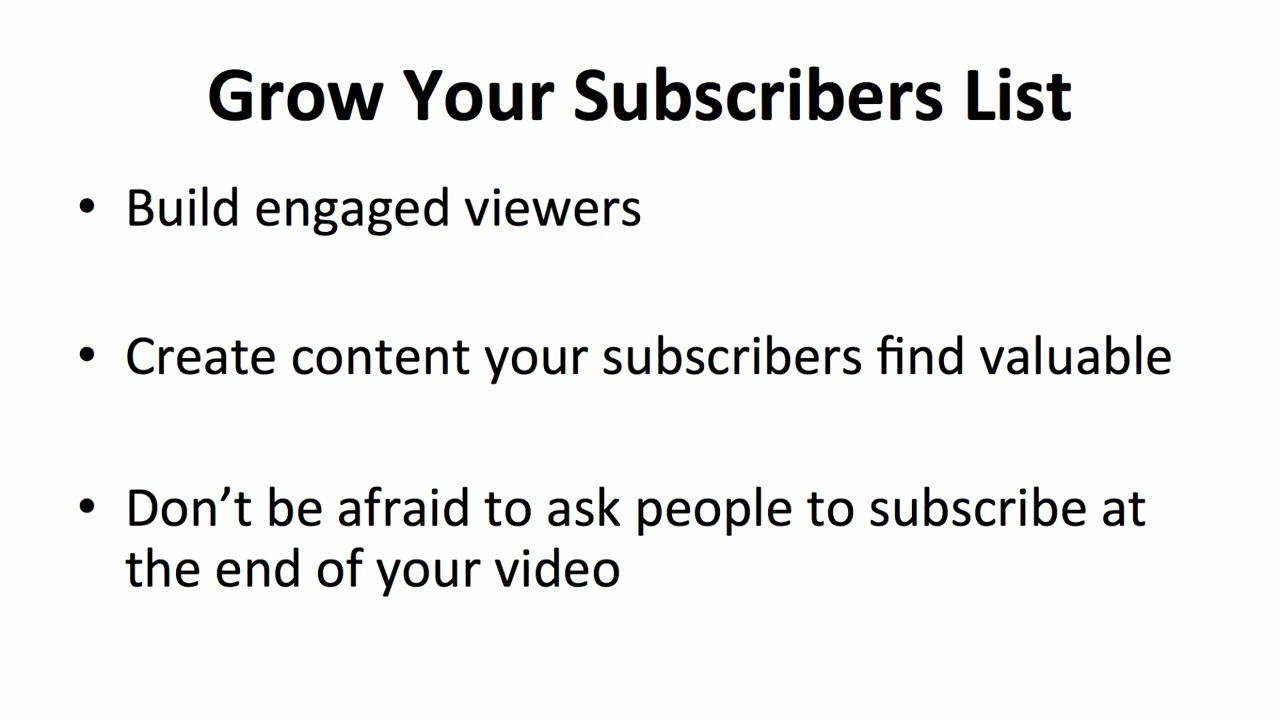 Grow Your Subscribers List
• Build engaged viewers
• Create content your subscribers find valuable
• Don’t be afraid to ask people to subscribe at
the end of your video